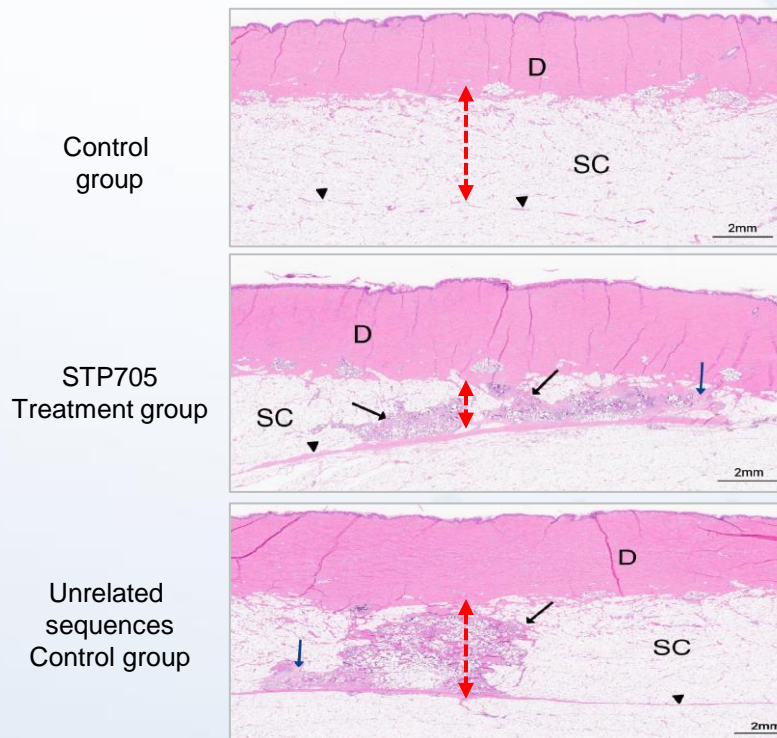 Control
group
D
SC
2mm
STP705
Treatment group
D
SC
2mm
Unrelated
sequences
Control group
D
SC
2mm